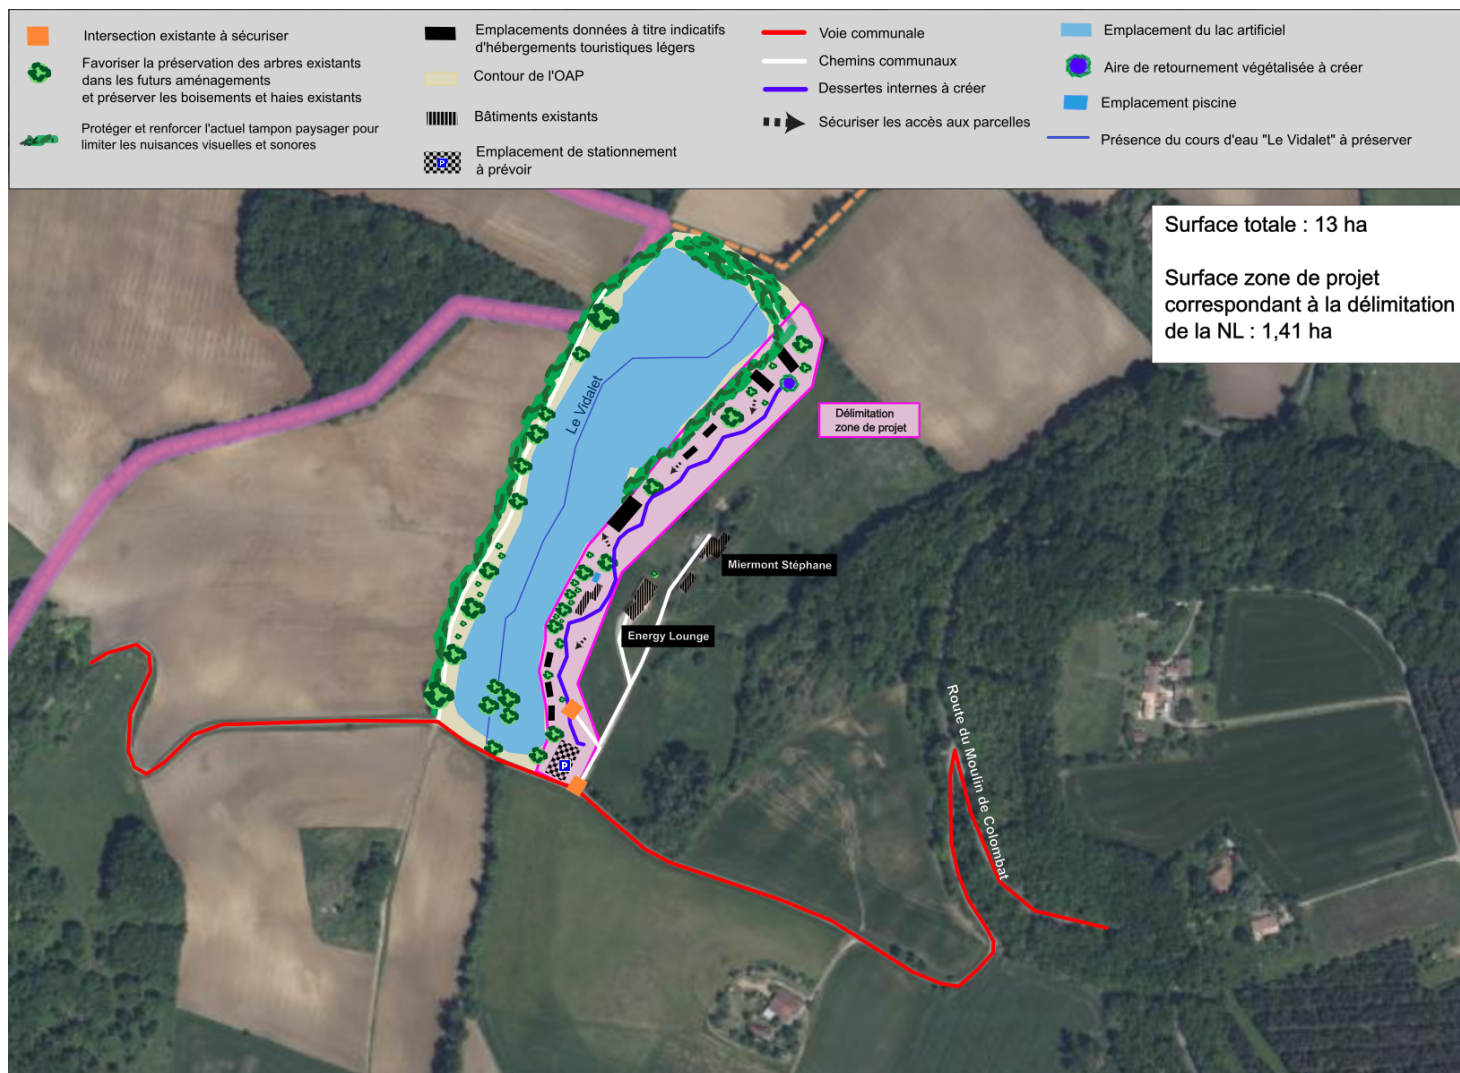 Intersection existante à sécuriser
Favoriser la préservation des arbres existants
dans les futurs aménagements
et préserver les boisements et haies existants
Protéger et renforcer l'actuel tampon paysager pour
limiter les nuisances visuelles et sonores
Emplacements données à titre indicatifs
d'hébergements touristiques légers
Contour de l'OAP
Bâtiments existants
P
Emplacement de stationnement
à prévoir
Voie communale
Chemins communaux
Dessertes internes à créer
Sécuriser les accès aux parcelles
Emplacement du lac artificiel
Aire de retournement végétalisée à créer
Emplacement piscine
Présence du cours d'eau "Le Vidalet" à préserver
Surface totale : 13 ha
Surface zone de projet
correspondant à la délimitation
de la NL : 1,41 ha
Le Vidalet
Délimitation
zone de projet
Miermont Stéphane
Energy Lounge
Route du Moulin de Colombat
P